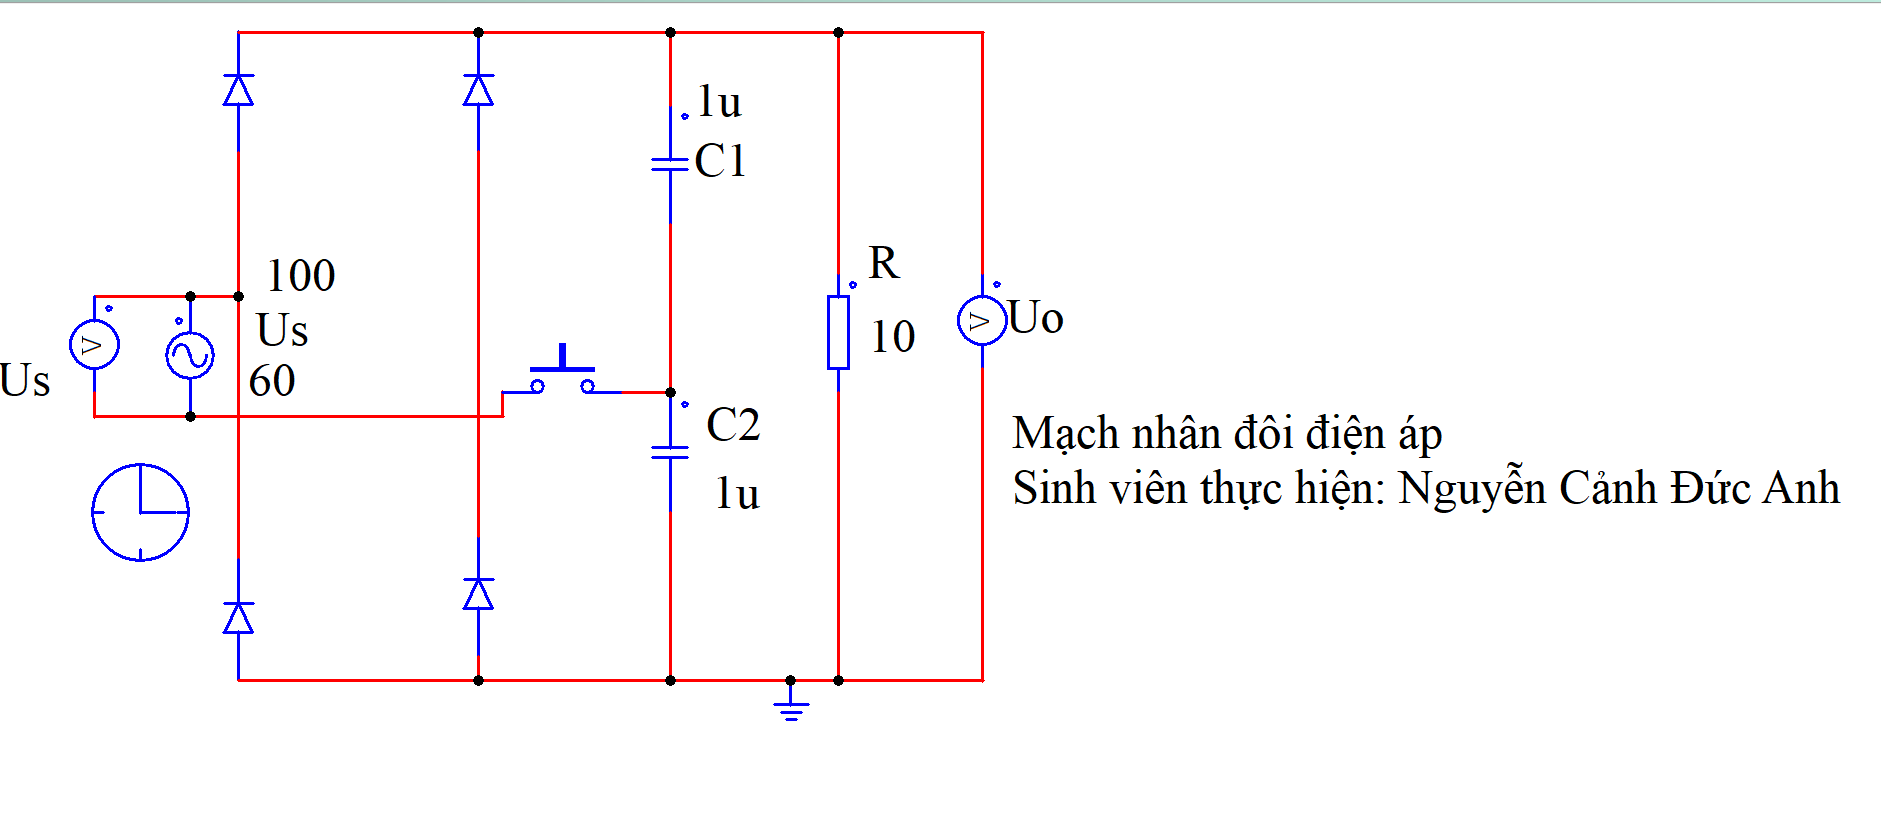 1u
C1
R
10
100
Us
60
Us
V
V
Uo
C2
1u
Mạch nhân đôi điện áp
Sinh viên thực hiện: Nguyễn Cảnh Đức Anh